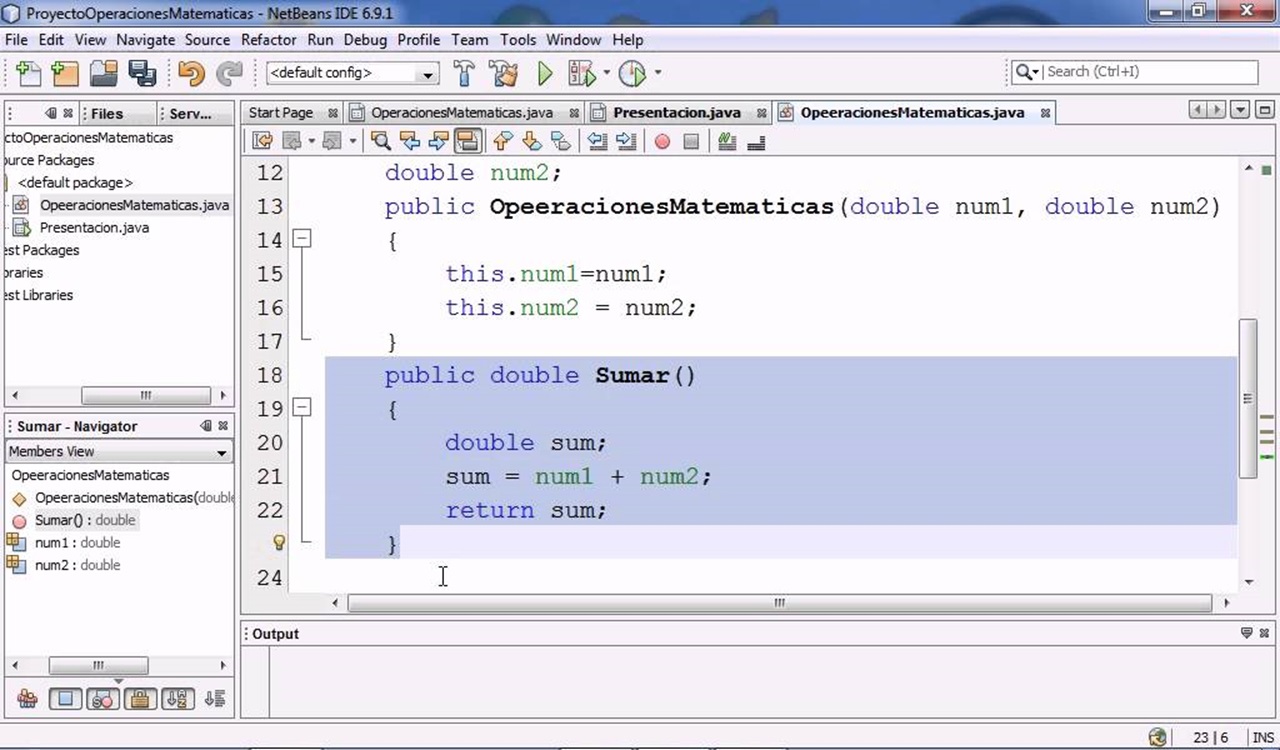 ProyectoOperacionesMatematicas - NetBeans IDE 6.9.1
File Edit View Navigate Source Refactor Run Debug Profile Team Tools Window Help
<default config>
Search (Ctrl+I)
Files Serv...
Start Page OperacionesMatematicas.java Presentacion.java OpeeracionesMatematicas.java
ctoOperacionesMatematicas
ource Packages
<default package>
OpeeracionesMatematicas.java
Presentacion.java
est Packages
braries
est Libraries
12 double num2;
13 public OpeeracionesMatematicas(double num1, double num2)
14 {
15 this.num1=num1;
16 this.num2 = num2;
17 }
18 public double Sumar()
19 {
20 double sum;
21 sum = num1 + num2;
22 return sum;
}
24
Sumar - Navigator
Members View
OpeeracionesMatematicas
OpeeracionesMatematicas(double
Sumar() : double
num1 : double
num2 : double
Output
23 | 6 INS